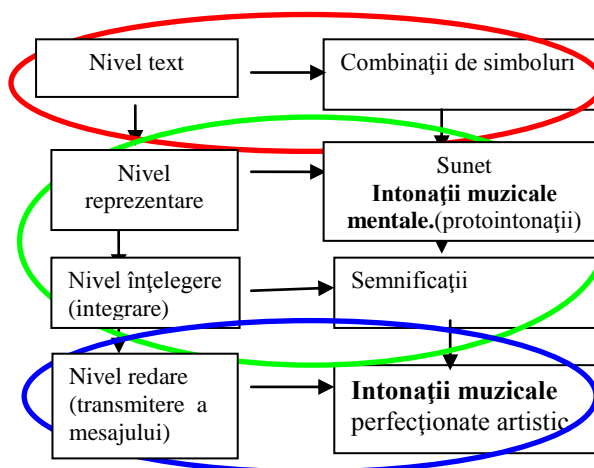 Nivel text
Combinaţii de simboluri
Nivel
reprezentare
Sunet
Intonaţii muzicale
mentale.(protointonaţii)
Nivel înţelegere
(integrare)
Semnificaţii
Nivel redare
(transmitere a
mesajului)
Intonaţii muzicale
perfecţionate artistic